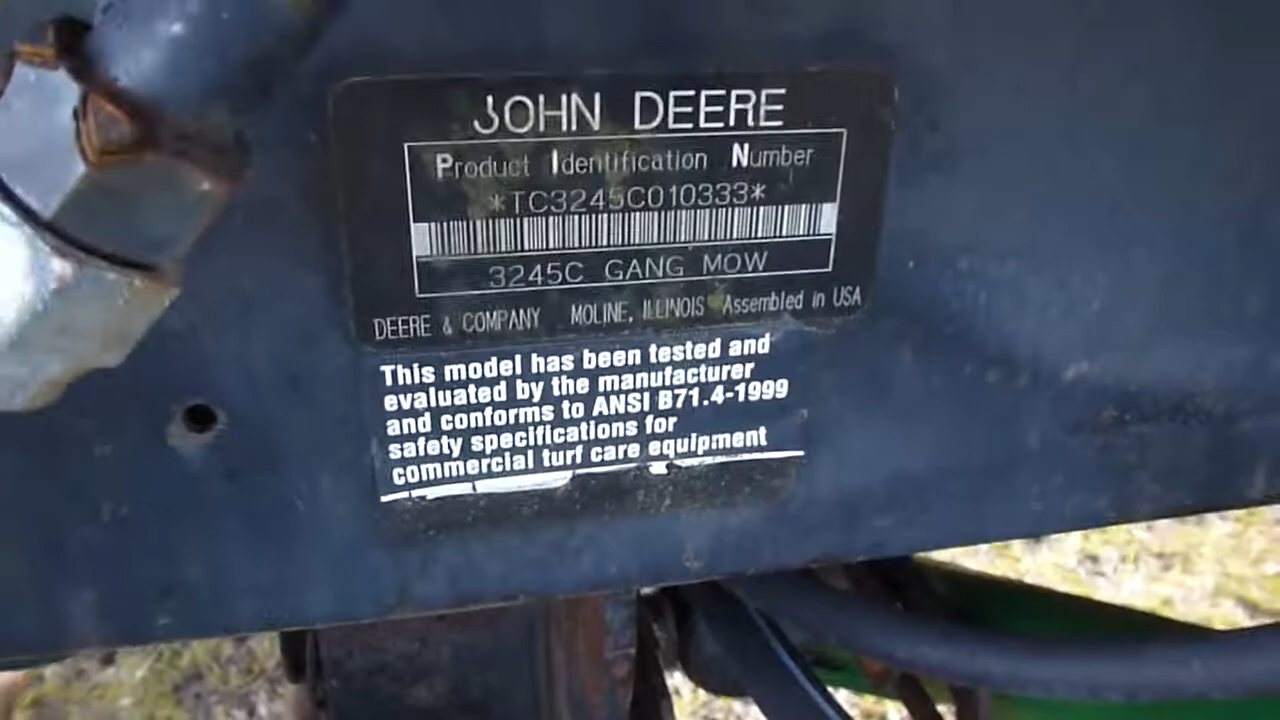 JOHN DEERE
Product Identification Number
*TC3245C010333*
3245C GANG MOW
DEERE & COMPANY MOLINE, ILLINOIS Assembled in USA
This model has been tested and
evaluated by the manufacturer
and conforms to ANSI B71.4-1999
safety specifications for
commercial turf care equipment